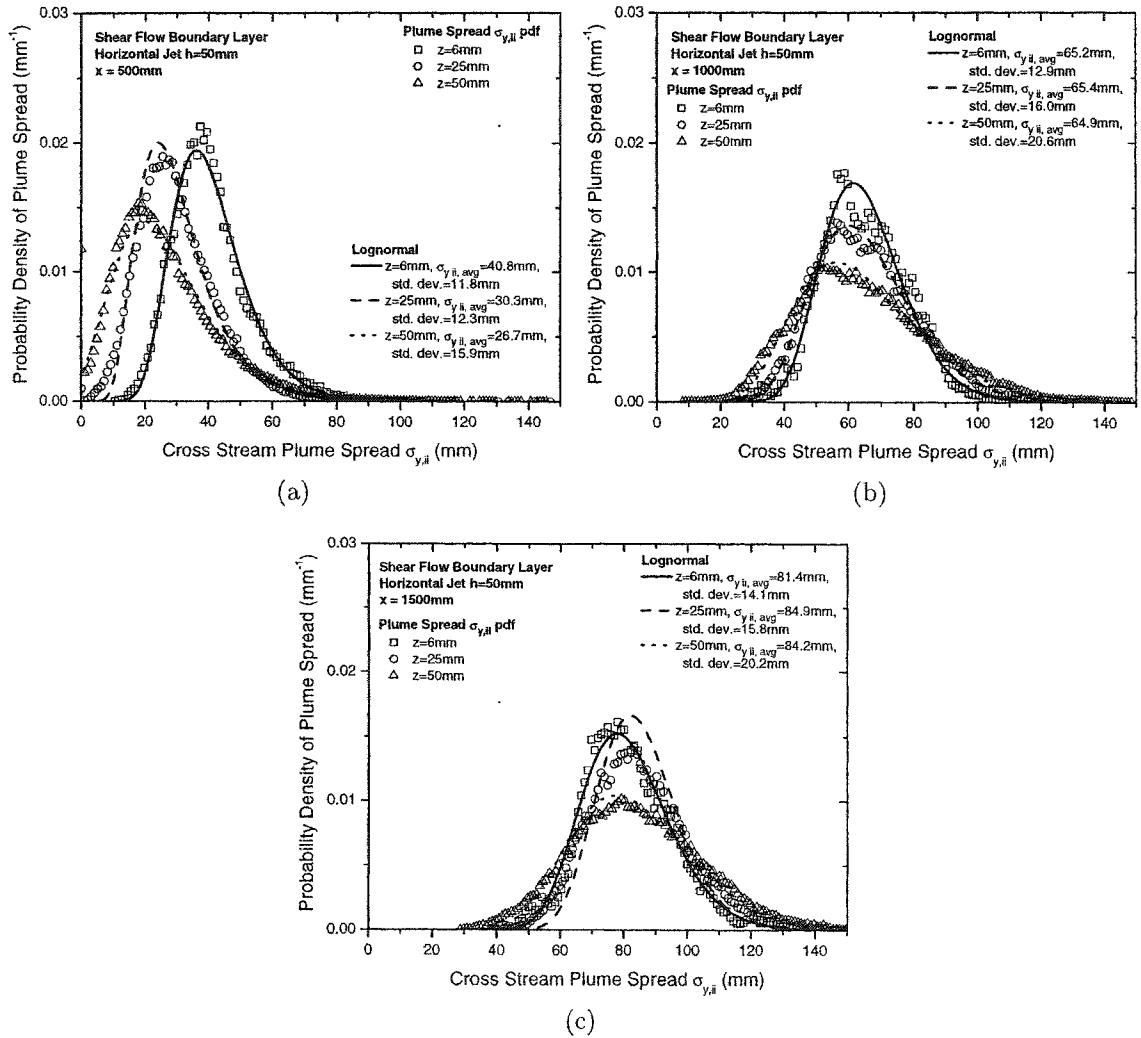 0.03
0.02
0.01
0.00
Probability Density of Plume Spread (mm⁻¹)
Shear Flow Boundary Layer
Horizontal Jet h=50mm
x = 500mm
Plume Spread σy,ii pdf
z=6mm
z=25mm
z=50mm
Lognormal
z=6mm, σy ii, avg=40.8mm,
std. dev.=11.8mm
z=25mm, σy ii, avg=30.3mm,
std. dev.=12.3mm
z=50mm, σy ii, avg=26.7mm,
std. dev.=15.9mm
0 20 40 60 80 100 120 140
Cross Stream Plume Spread σy,ii (mm)
(a)
0.03
0.02
0.01
0.00
Probability Density of Plume Spread (mm⁻¹)
Shear Flow Boundary Layer
Horizontal Jet h=50mm
x = 1000mm
Plume Spread σy,ii pdf
z=6mm
z=25mm
z=50mm
Lognormal
z=6mm, σy ii, avg=65.2mm,
std. dev.=12.9mm
z=25mm, σy ii, avg=65.4mm,
std. dev.=16.0mm
z=50mm, σy ii, avg=64.9mm,
std. dev.=20.6mm
0 20 40 60 80 100 120 140
Cross Stream Plume Spread σy,ii (mm)
(b)
0.03
0.02
0.01
0.00
Probability Density of Plume Spread (mm⁻¹)
Shear Flow Boundary Layer
Horizontal Jet h=50mm
x = 1500mm
Plume Spread σy,ii pdf
z=6mm
z=25mm
z=50mm
Lognormal
z=6mm, σy ii, avg=81.4mm,
std. dev.=14.1mm
z=25mm, σy ii, avg=84.9mm,
std. dev.=15.8mm
z=50mm, σy ii, avg=84.2mm,
std. dev.=20.2mm
0 20 40 60 80 100 120 140
Cross Stream Plume Spread σy,ii (mm)
(c)